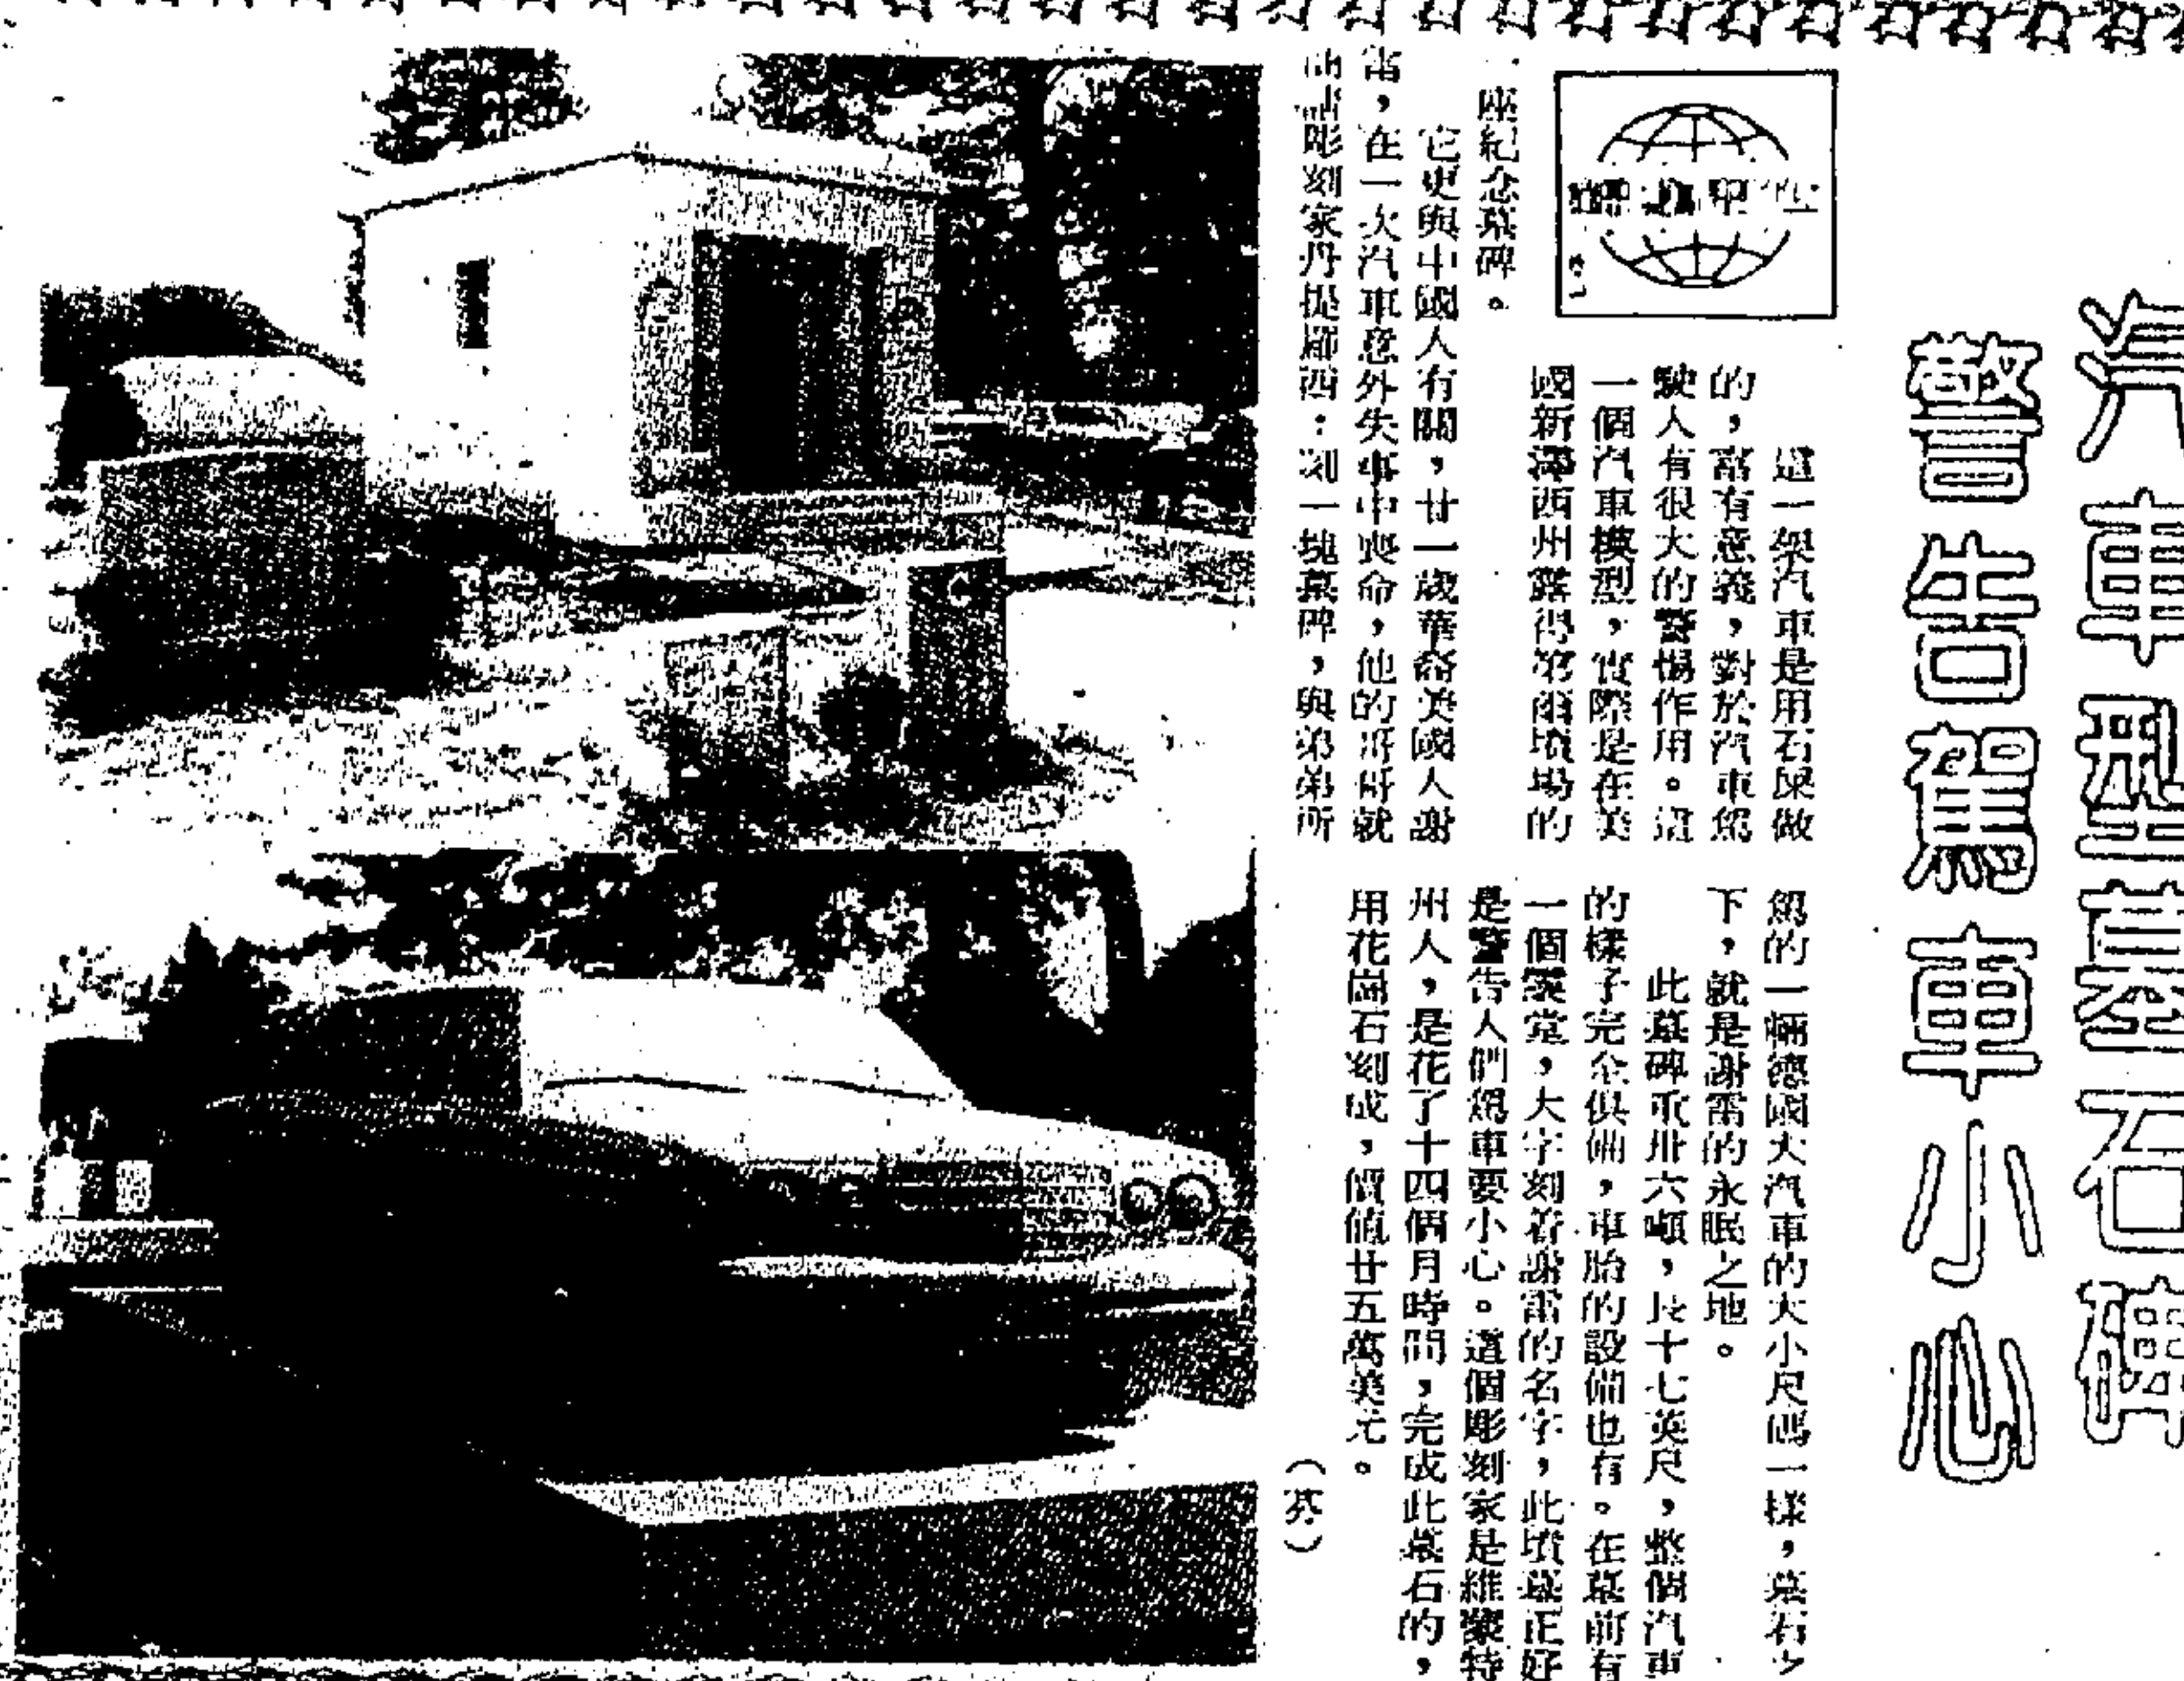 汽車型墓石碑
警告駕車小心
這一架汽車是用石屎做
的，富有意義，對於汽車駕
駛人有很大的警惕作用。這
一個汽車模型，實際是在美
國新澤西州露得第爾墳場的
一座紀念墓碑。
它更與中國人有關，廿一歲華裔美國人謝
雷，在一次汽車意外失事中喪命，他的哥哥就
彫刻家丹提羅西：刻一塊墓碑，與弟弟所
駕的一輛德國大汽車的大小尺碼一樣，墓石之
下，就是謝雷的永眠之地。
此墓碑重卅六噸，長十七英尺，整個汽車
的樣子完全俱備，車胎的設備也有。在墓前有
一個靈堂，大字刻着謝雷的名字，此墳墓正好
是警告人們駕車要小心。這個彫刻家是維蒙特
州人，是花了十四個月時間，完成此墓石的，
用花崗石刻成，價值廿五萬美元。
（芬）